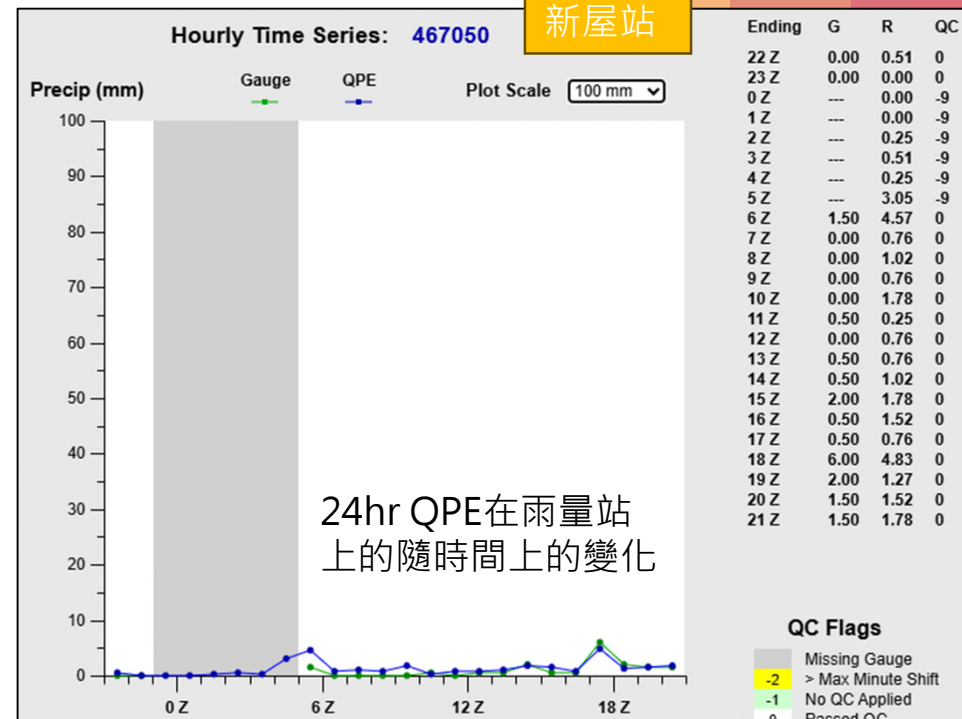 新屋站
Hourly Time Series: 467050
Precip (mm)
Gauge
QPE
Plot Scale 100 mm
100
90
80
70
60
50
40
30
20
10
0
0 Z
6 Z
12 Z
18 Z
24hr QPE在雨量站
上的隨時間上的變化
Ending G R QC
22 Z 0.00 0.51 0
23 Z 0.00 0.00 0
0 Z --- 0.00 -9
1 Z --- 0.00 -9
2 Z --- 0.25 -9
3 Z --- 0.51 -9
4 Z --- 0.25 -9
5 Z --- 3.05 -9
6 Z 1.50 4.57 0
7 Z 0.00 0.76 0
8 Z 0.00 1.02 0
9 Z 0.00 0.76 0
10 Z 0.00 1.78 0
11 Z 0.50 0.25 0
12 Z 0.00 0.76 0
13 Z 0.50 0.76 0
14 Z 0.50 1.02 0
15 Z 2.00 1.78 0
16 Z 0.50 1.52 0
17 Z 0.50 0.76 0
18 Z 6.00 4.83 0
19 Z 2.00 1.27 0
20 Z 1.50 1.52 0
21 Z 1.50 1.78 0
QC Flags
Missing Gauge
-2 > Max Minute Shift
-1 No QC Applied
0 Passed QC